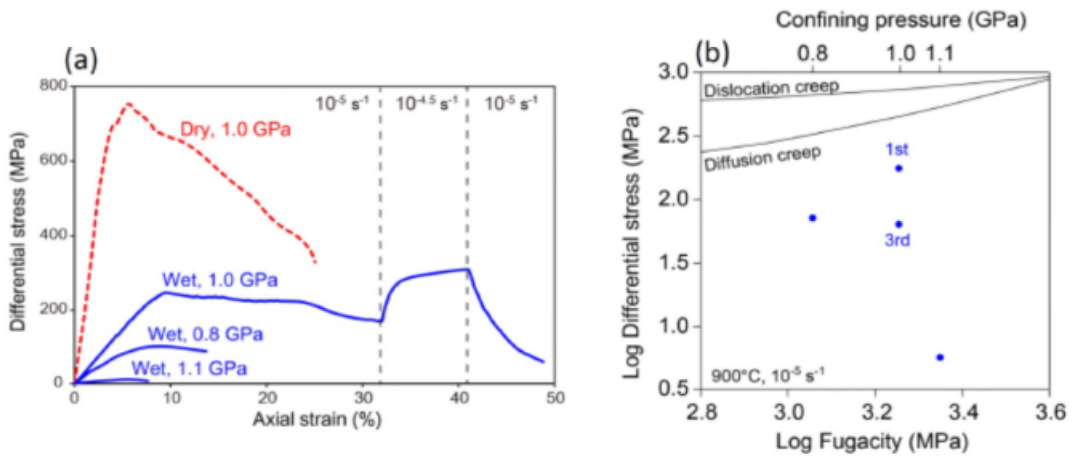 (a)
800
600
400
200
0
Differential stress (MPa)
10⁻⁵ s⁻¹
10⁻⁴·⁵ s⁻¹
10⁻⁵ s⁻¹
Dry, 1.0 GPa
Wet, 1.0 GPa
Wet, 0.8 GPa
Wet, 1.1 GPa
0
10
20
30
40
50
Axial strain (%)
Confining pressure (GPa)
(b)
0.8
1.0
1.1
3.0
2.5
2.0
1.5
1.0
0.5
Log Differential stress (MPa)
Dislocation creep
Diffusion creep
1st
3rd
900°C, 10⁻⁵ s⁻¹
2.8
3.0
3.2
3.4
3.6
Log Fugacity (MPa)